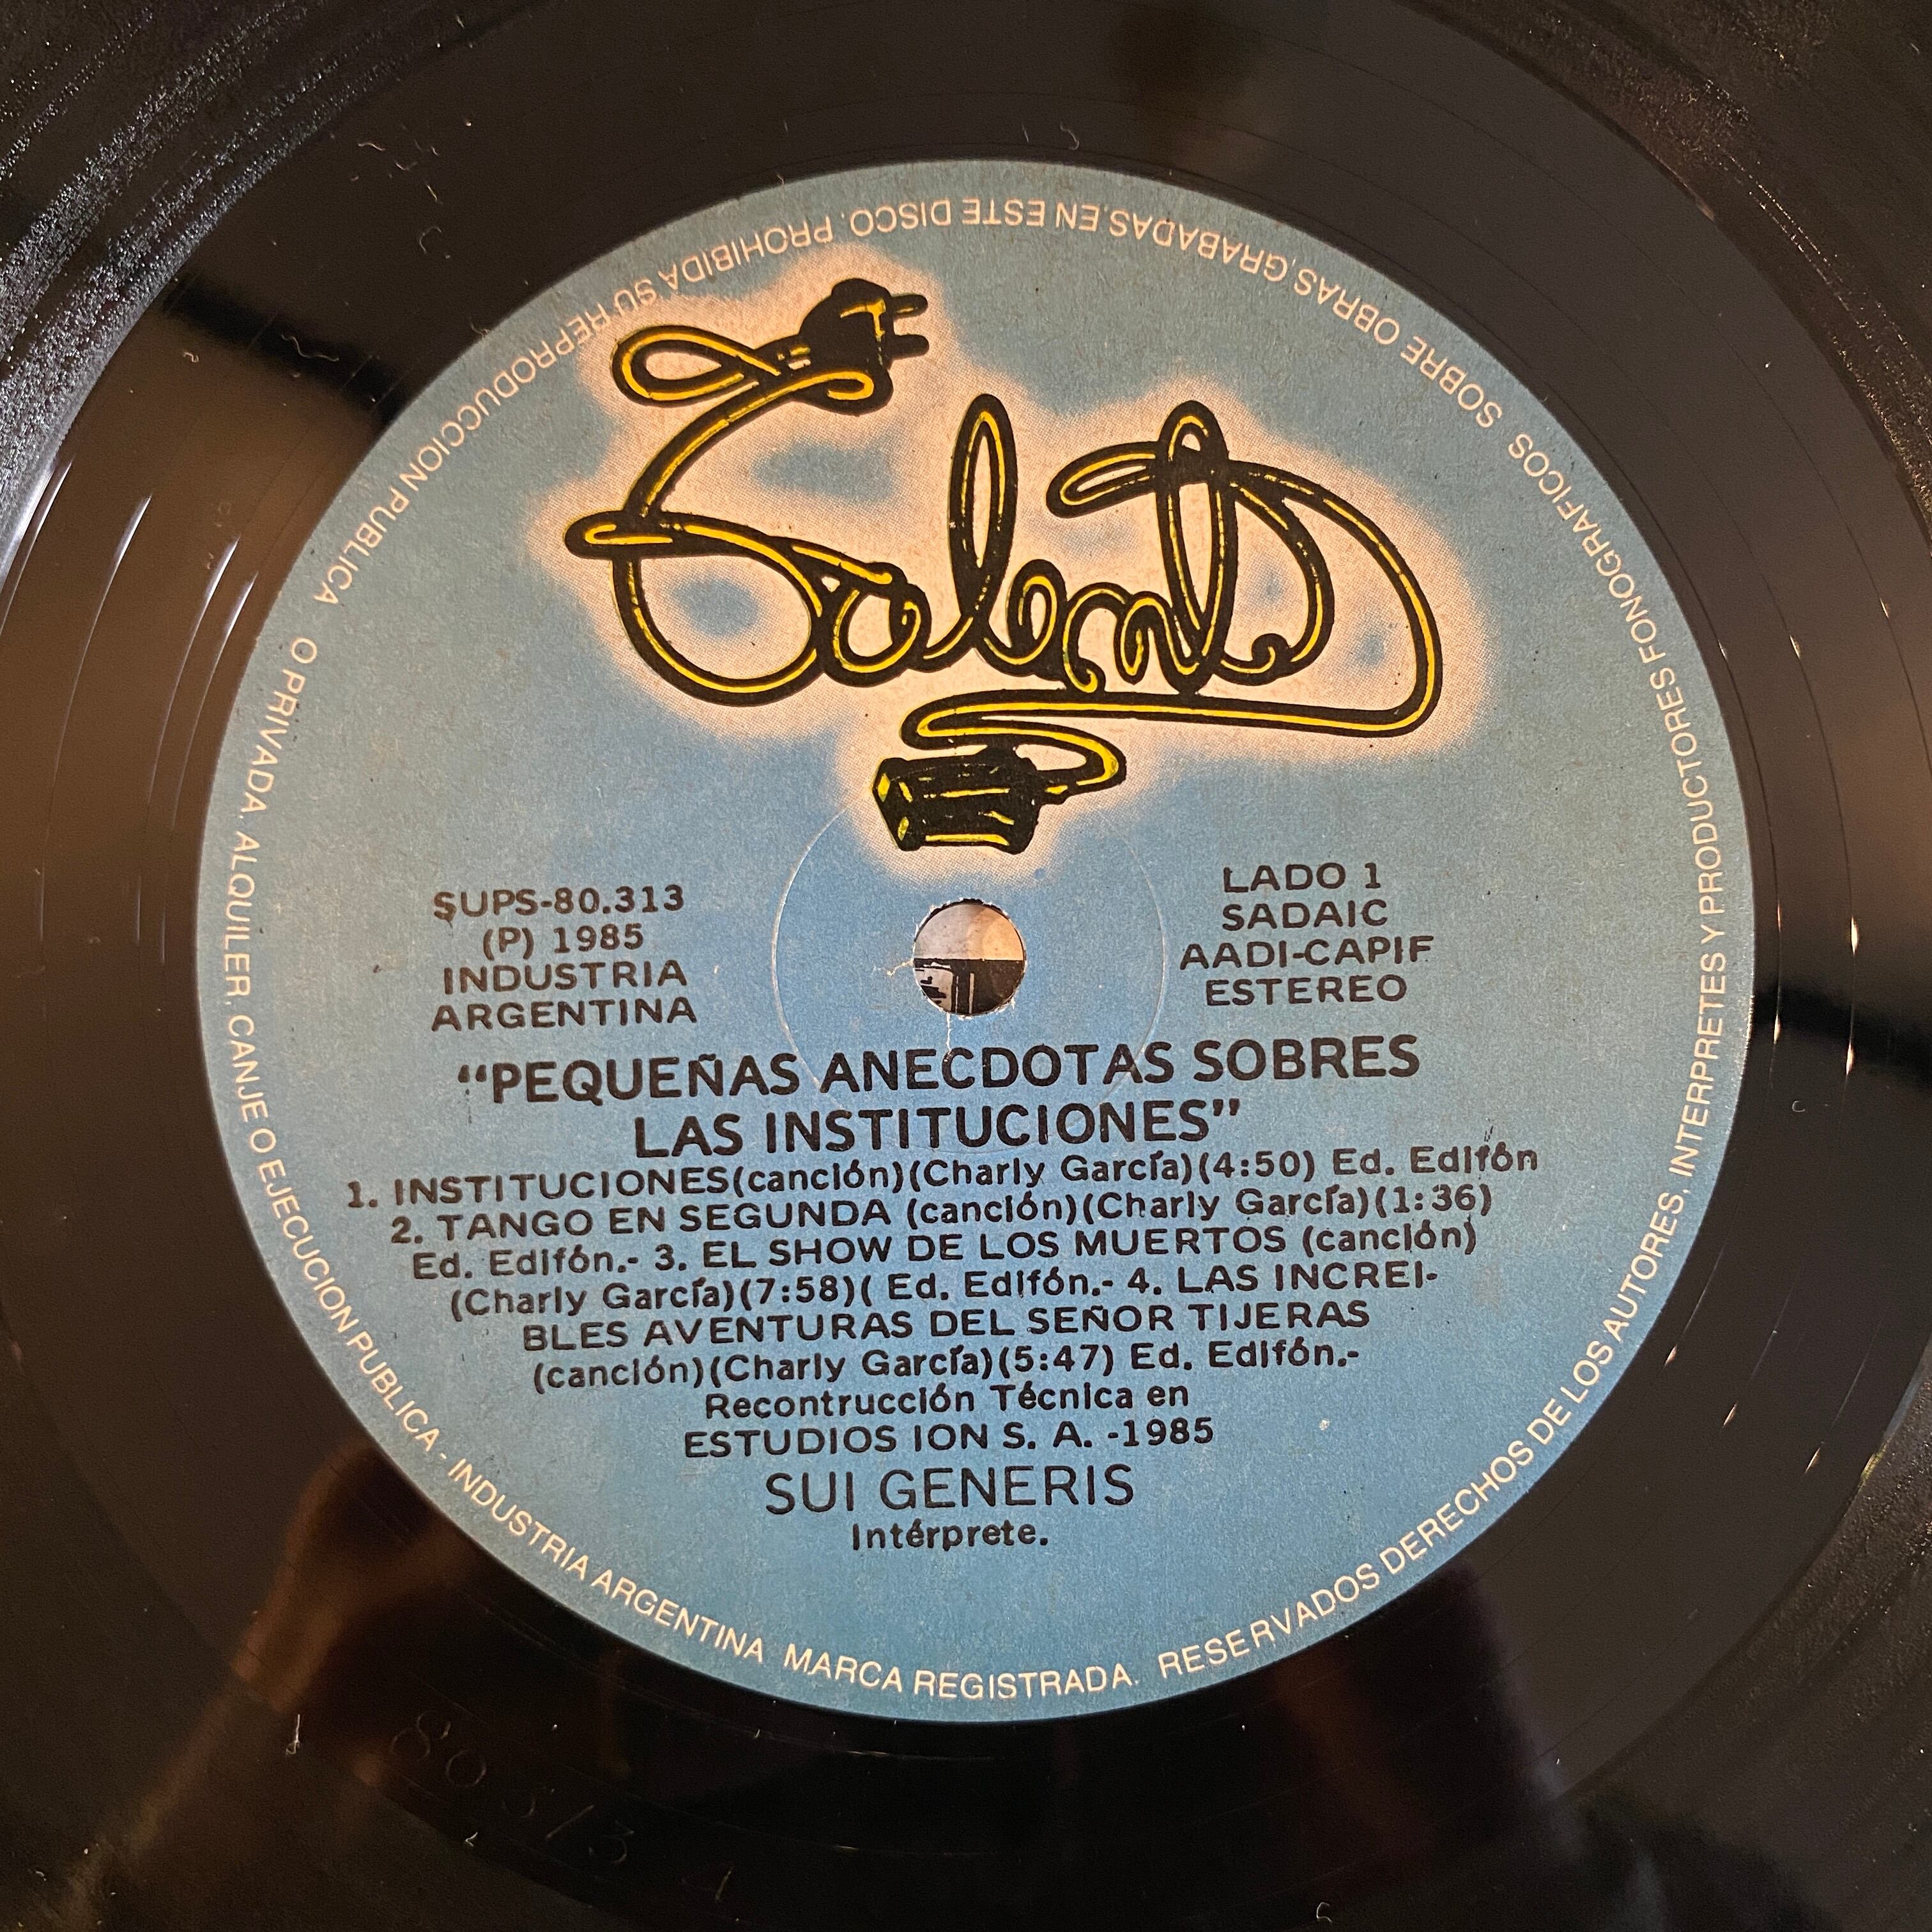 Talent
SUPS-80.313
(P) 1985
INDUSTRIA
ARGENTINA
LADO 1
SADAIC
AADI-CAPIF
ESTEREO
“PEQUEÑAS ANECDOTAS SOBRES
LAS INSTITUCIONES”
1. INSTITUCIONES(canción)(Charly García)(4:50) Ed. Edifón
2. TANGO EN SEGUNDA (canción)(Charly García)(1:36)
Ed. Edifón.- 3. EL SHOW DE LOS MUERTOS (canción)
(Charly García)(7:58)( Ed. Edifón.- 4. LAS INCREI-
BLES AVENTURAS DEL SEÑOR TIJERAS
(canción)(Charly García)(5:47) Ed. Edifón.-
Recontrucción Técnica en
ESTUDIOS ION S. A. -1985
SUI GENERIS
Intérprete.
INDUSTRIA ARGENTINA MARCA REGISTRADA. RESERVADOS DERECHOS DE LOS AUTORES, INTERPRETES Y PRODUCTORES FONOGRAFICOS SOBRE OBRAS, GRABADAS, EN ESTE DISCO. PROHIBIDA SU REPRODUCCION PUBLICA O PRIVADA. ALQUILER, CANJE O EJECUCION PUBLICA -
80313 A